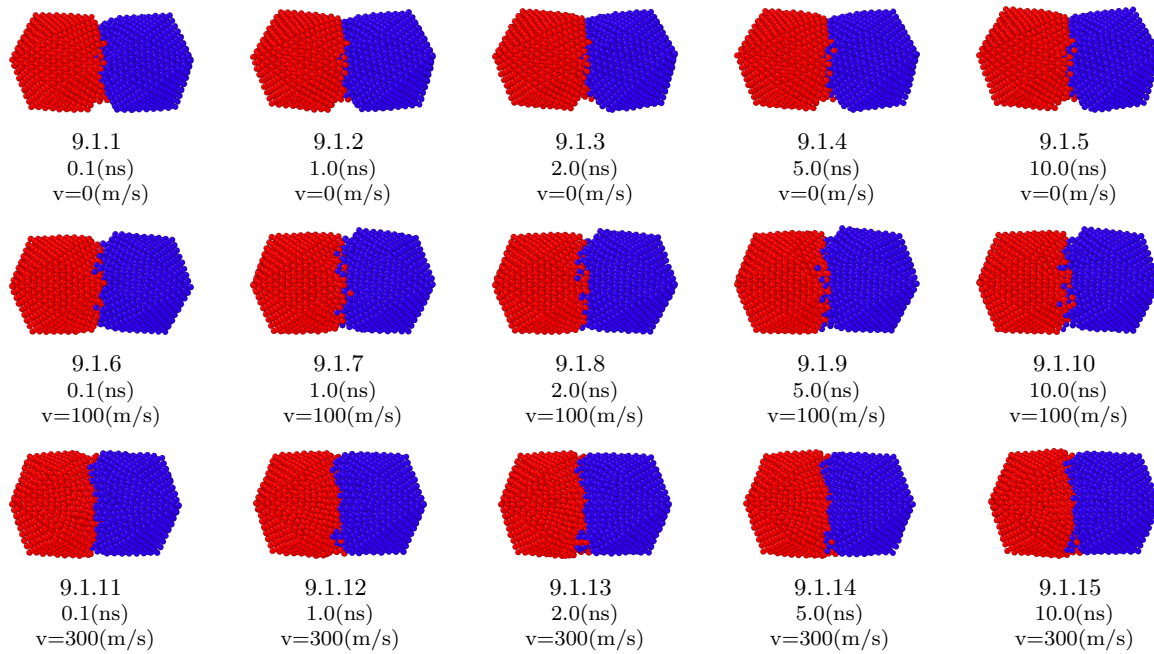 9.1.1
0.1(ns)
v=0(m/s)
9.1.2
1.0(ns)
v=0(m/s)
9.1.3
2.0(ns)
v=0(m/s)
9.1.4
5.0(ns)
v=0(m/s)
9.1.5
10.0(ns)
v=0(m/s)
9.1.6
0.1(ns)
v=100(m/s)
9.1.7
1.0(ns)
v=100(m/s)
9.1.8
2.0(ns)
v=100(m/s)
9.1.9
5.0(ns)
v=100(m/s)
9.1.10
10.0(ns)
v=100(m/s)
9.1.11
0.1(ns)
v=300(m/s)
9.1.12
1.0(ns)
v=300(m/s)
9.1.13
2.0(ns)
v=300(m/s)
9.1.14
5.0(ns)
v=300(m/s)
9.1.15
10.0(ns)
v=300(m/s)